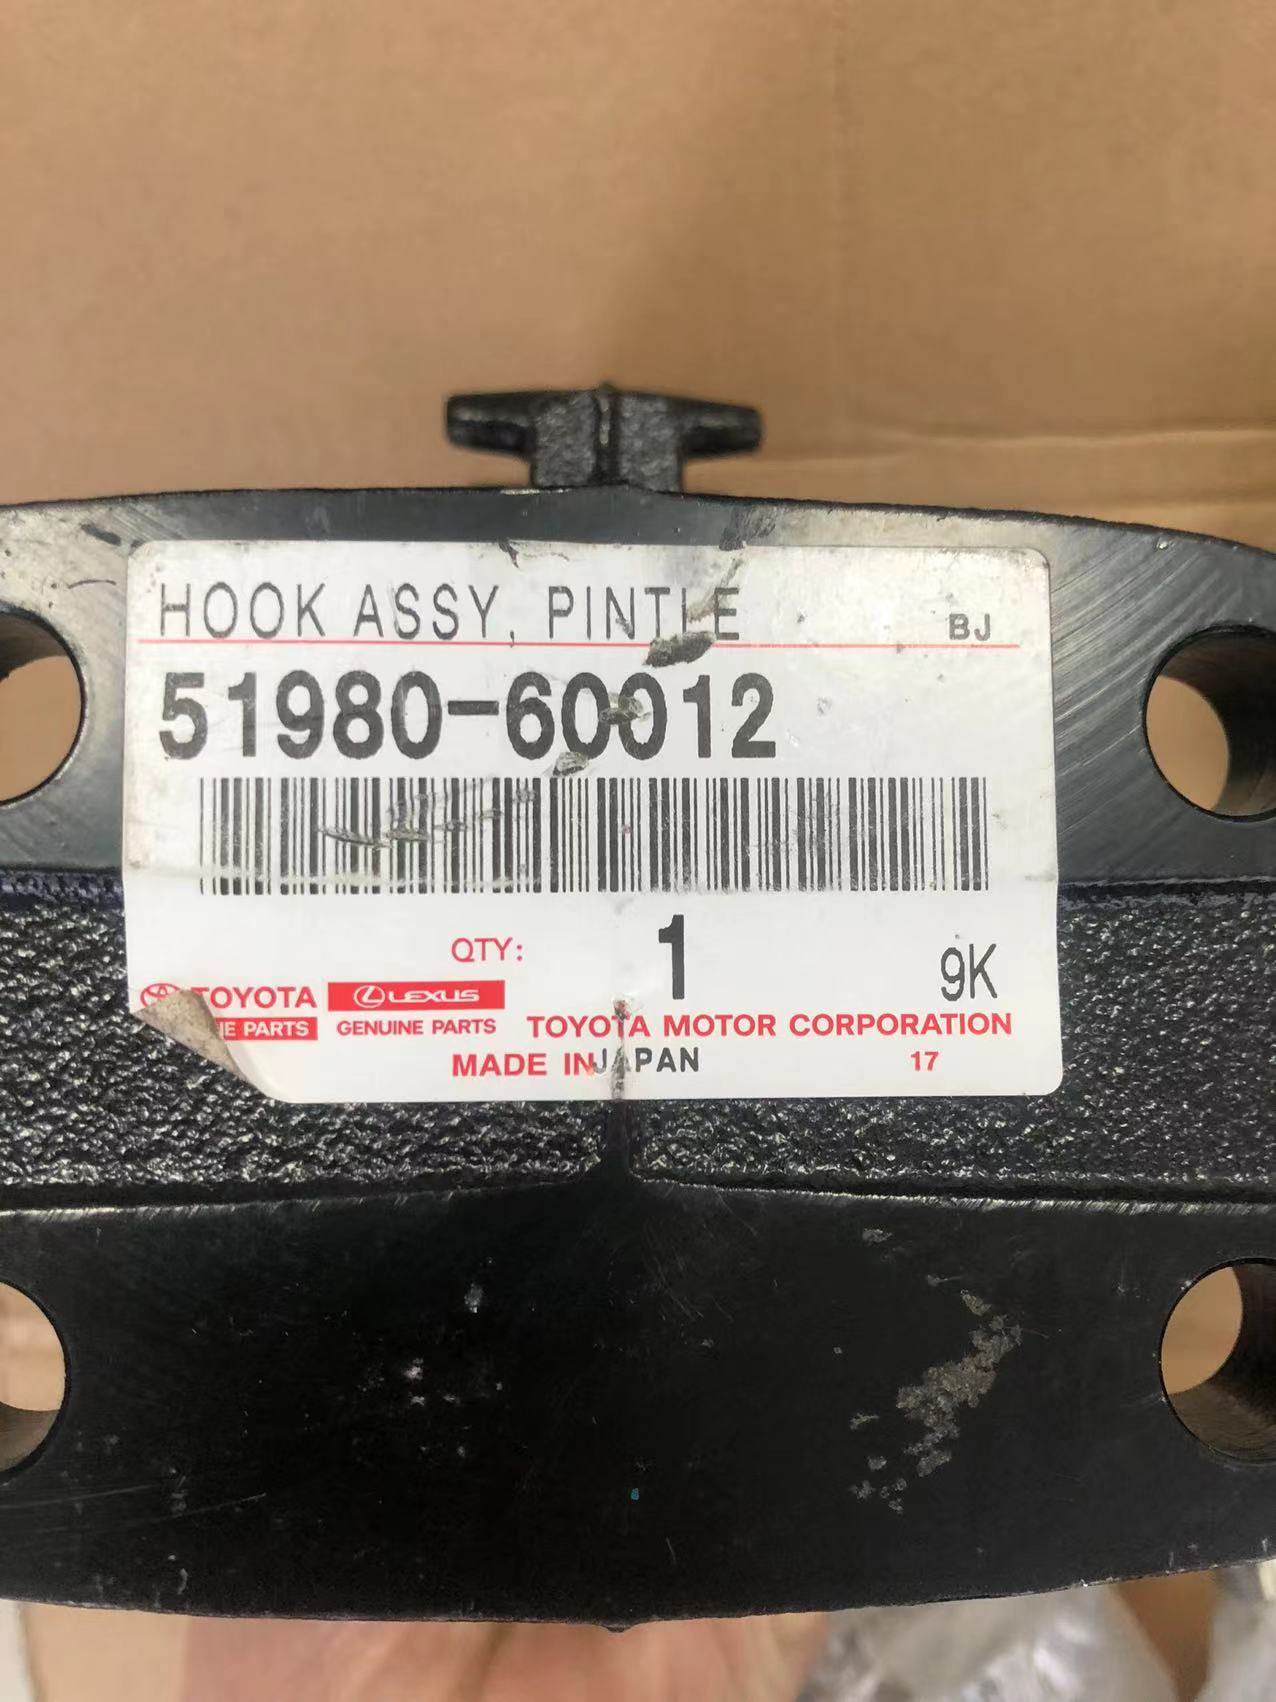 HOOK ASSY, PINTLE BJ
51980-60012
QTY: 1 9K
TOYOTA LEXUS
PARTS GENUINE PARTS TOYOTA MOTOR CORPORATION
MADE IN JAPAN 17